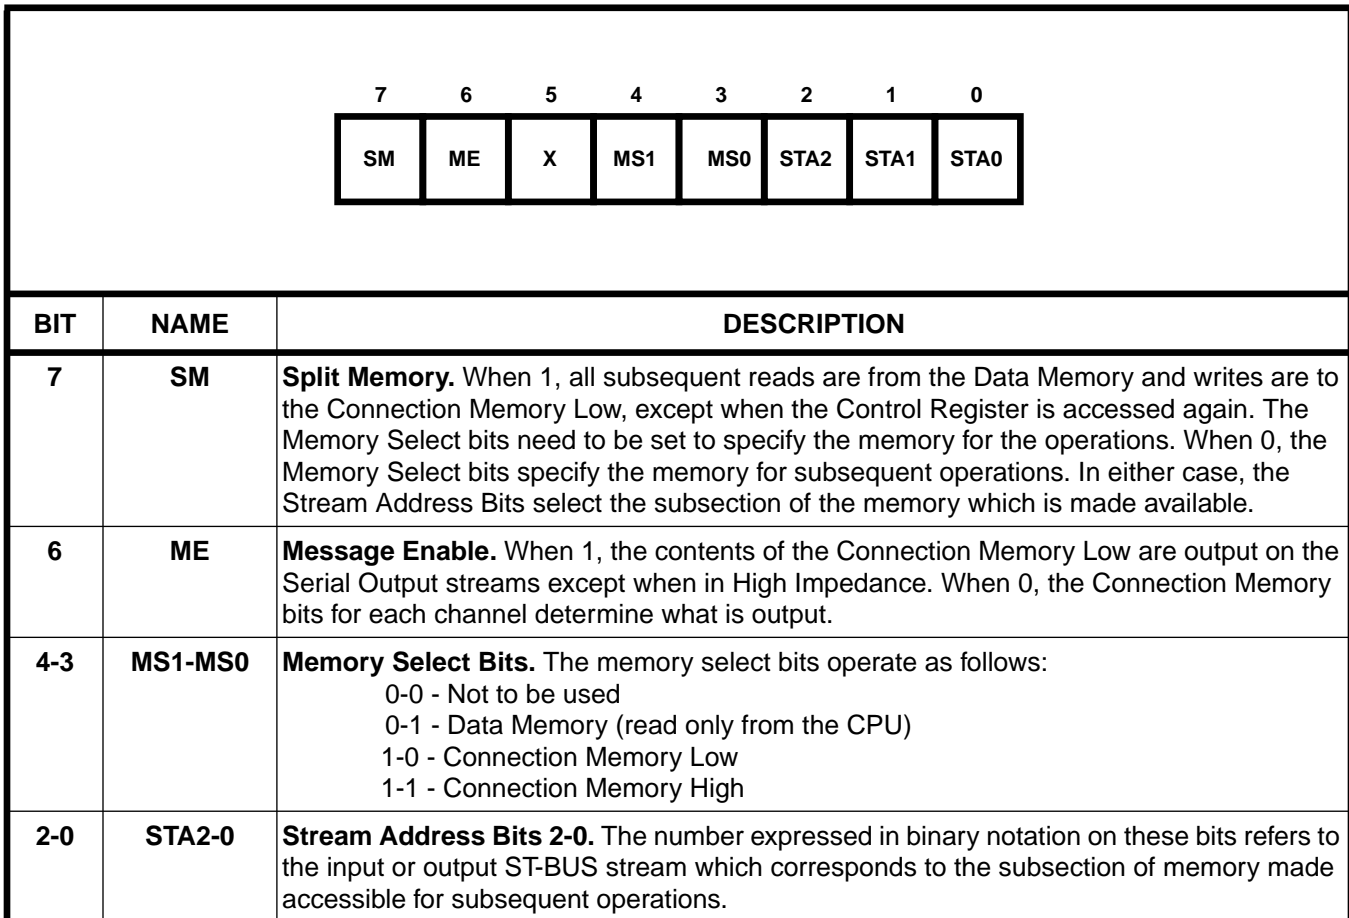 7 6 5 4 3 2 1 0
SM ME X MS1 MS0 STA2 STA1 STA0
BIT NAME DESCRIPTION
7 SM Split Memory. When 1, all subsequent reads are from the Data Memory and writes are to
the Connection Memory Low, except when the Control Register is accessed again. The
Memory Select bits need to be set to specify the memory for the operations. When 0, the
Memory Select bits specify the memory for subsequent operations. In either case, the
Stream Address Bits select the subsection of the memory which is made available.
6 ME Message Enable. When 1, the contents of the Connection Memory Low are output on the
Serial Output streams except when in High Impedance. When 0, the Connection Memory
bits for each channel determine what is output.
4-3 MS1-MS0 Memory Select Bits. The memory select bits operate as follows:
0-0 - Not to be used
0-1 - Data Memory (read only from the CPU)
1-0 - Connection Memory Low
1-1 - Connection Memory High
2-0 STA2-0 Stream Address Bits 2-0. The number expressed in binary notation on these bits refers to
the input or output ST-BUS stream which corresponds to the subsection of memory made
accessible for subsequent operations.